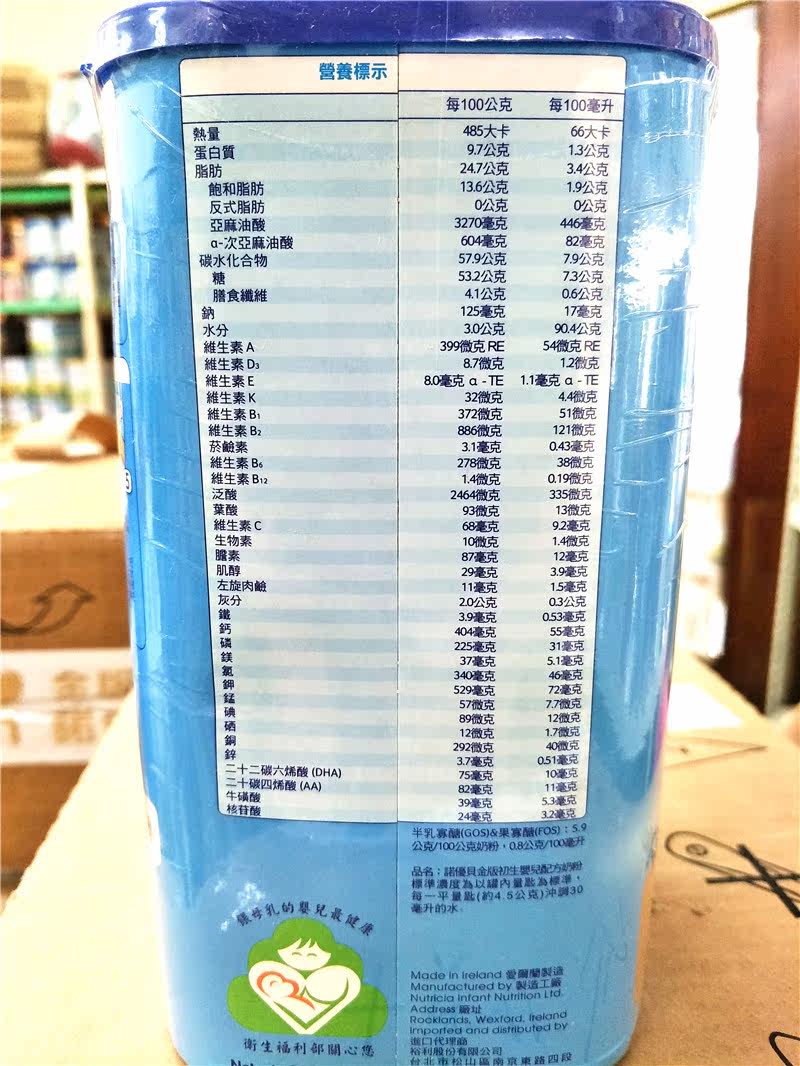 營養標示
每100公克 每100毫升
熱量 485大卡 66大卡
蛋白質 9.7公克 1.3公克
脂肪 24.7公克 3.4公克
飽和脂肪 13.6公克 1.9公克
反式脂肪 0公克 0公克
亞麻油酸 3270毫克 446毫克
α-次亞麻油酸 604毫克 82毫克
碳水化合物 57.9公克 7.9公克
糖 53.2公克 7.3公克
膳食纖維 4.1公克 0.6公克
鈉 125毫克 17毫克
水分 3.0公克 90.4公克
維生素 A 399微克 RE 54微克 RE
維生素 D3 8.7微克 1.2微克
維生素 E 8.0毫克 α - TE 1.1毫克 α - TE
維生素 K 32微克 4.4微克
維生素 B1 372微克 51微克
維生素 B2 886微克 121微克
菸鹼素 3.1毫克 0.43毫克
維生素 B6 278微克 38微克
維生素 B12 1.4微克 0.19微克
泛酸 2464微克 335微克
葉酸 93微克 13微克
維生素 C 68毫克 9.2毫克
生物素 10微克 1.4微克
膽素 87毫克 12毫克
肌醇 29毫克 3.9毫克
左旋肉鹼 11毫克 1.5毫克
灰分 2.0公克 0.3公克
鐵 3.9毫克 0.53毫克
鈣 404毫克 55毫克
磷 225毫克 31毫克
鎂 37毫克 5.1毫克
氯 340毫克 46毫克
鉀 529毫克 72毫克
錳 57微克 7.7微克
碘 89微克 12微克
硒 12微克 1.7微克
銅 292微克 40微克
鋅 3.7毫克 0.51毫克
二十二碳六烯酸 (DHA) 75毫克 10毫克
二十碳四烯酸 (AA) 82毫克 11毫克
牛磺酸 39毫克 5.3毫克
核苷酸 24毫克 3.2毫克
半乳寡醣(GOS)&果寡醣(FOS)：5.9
公克/100公克奶粉，0.8公克/100毫升
品名：諾優貝金版初生嬰兒配方奶粉
標準濃度為以罐內量匙為標準，
每一平量匙(約4.5公克)沖調30
毫升的水
餵母乳的嬰兒最健康
衛生福利部關心您
Made in Ireland 愛爾蘭製造
Manufactured by 製造工廠
Nutricia Infant Nutrition Ltd.
Address 廠址
Rocklands, Wexford, Ireland
Imported and distributed by
進口代理商
裕利股份有限公司
台北市松山區南京東路四段